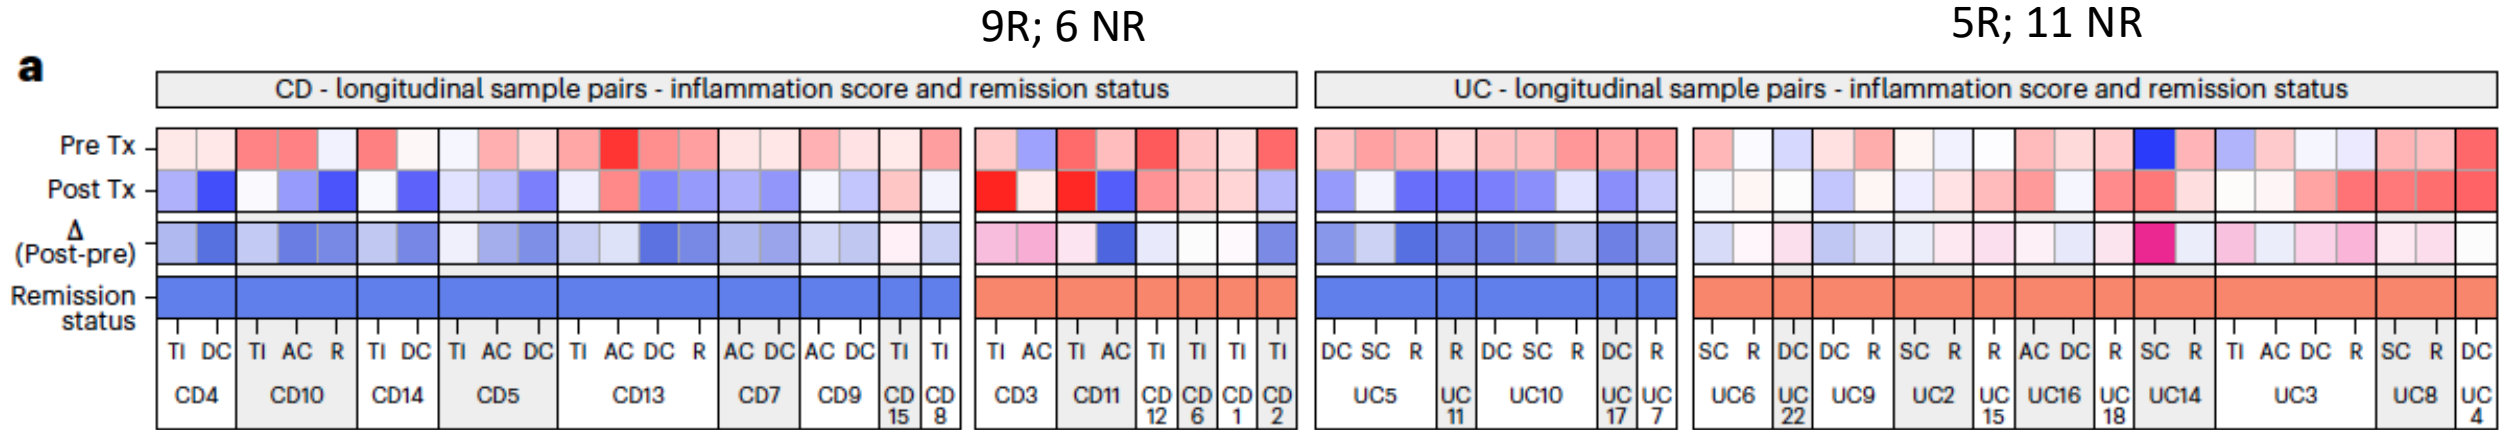 9R; 6 NR
5R; 11 NR
a
CD - longitudinal sample pairs - inflammation score and remission status
UC - longitudinal sample pairs - inflammation score and remission status
Pre Tx
Post Tx
Δ
(Post-pre)
Remission
status
TI DC TI AC R TI DC TI AC DC TI AC DC R AC DC AC DC TI TI TI AC TI AC TI TI TI TI DC SC R R DC SC R DC R SC R DC DC R SC R R AC DC R SC R TI AC DC R SC R DC
CD4 CD10 CD14 CD5 CD13 CD7 CD9 CD CD CD3 CD11 CD CD CD CD UC5 UC UC10 UC UC UC6 UC UC9 UC2 UC UC16 UC UC14 UC3 UC8 UC
15 8 12 6 1 2 11 17 7 22 15 18 4